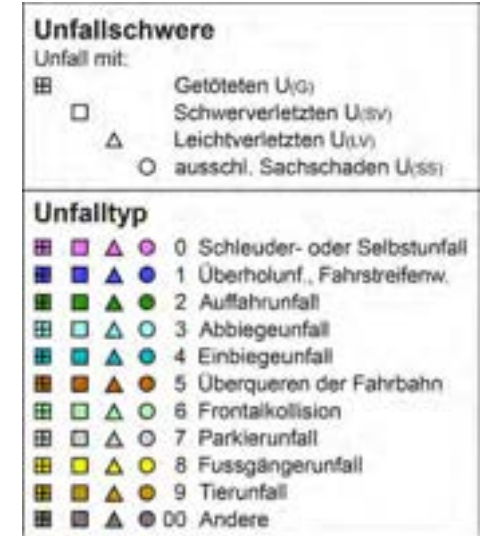 Unfallschwere
Unfall mit:
Getöteten U(G)
Schwerverletzten U(SV)
Leichtverletzten U(LV)
ausschl. Sachschaden U(SS)
Unfalltyp
0 Schleuder- oder Selbstunfall
1 Überholunf., Fahrstreifenw.
2 Auffahrunfall
3 Abbiegeunfall
4 Einbiegeunfall
5 Überqueren der Fahrbahn
6 Frontalkollision
7 Parkierunfall
8 Fussgängerunfall
9 Tierunfall
00 Andere